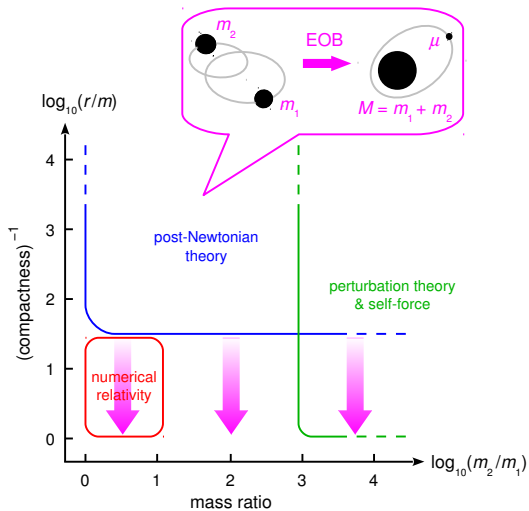 m₂
EOB
μ
m₁
M = m₁ + m₂
log₁₀(r/m)
4
3
2
1
0
(compactness)⁻¹
post-Newtonian
theory
perturbation theory
& self-force
numerical
relativity
0
1
2
3
4
log₁₀(m₂/m₁)
mass ratio